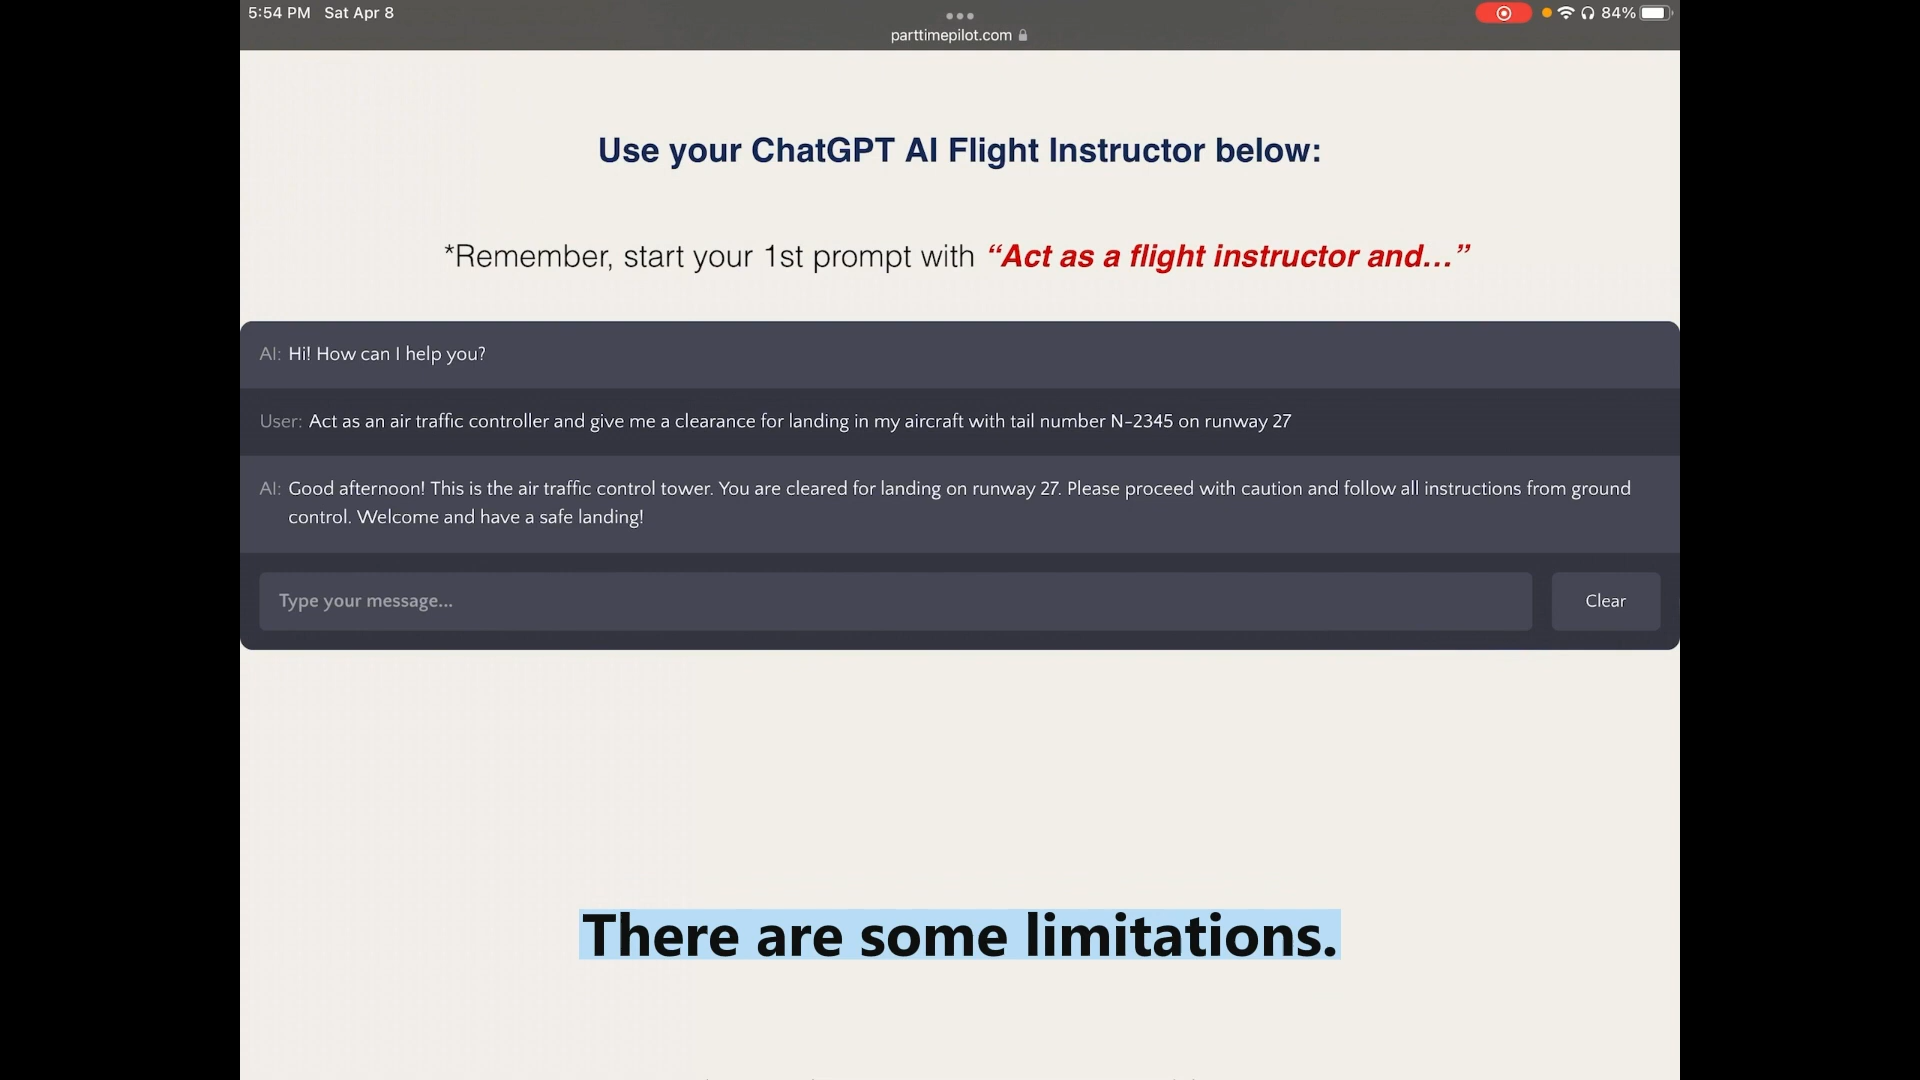 5:54 PM Sat Apr 8
84%
parttimepilot.com
Use your ChatGPT AI Flight Instructor below:
*Remember, start your 1st prompt with “Act as a flight instructor and...”
AI: Hi! How can I help you?
User: Act as an air traffic controller and give me a clearance for landing in my aircraft with tail number N-2345 on runway 27
AI: Good afternoon! This is the air traffic control tower. You are cleared for landing on runway 27. Please proceed with caution and follow all instructions from ground
control. Welcome and have a safe landing!
Type your message...
Clear
There are some limitations.